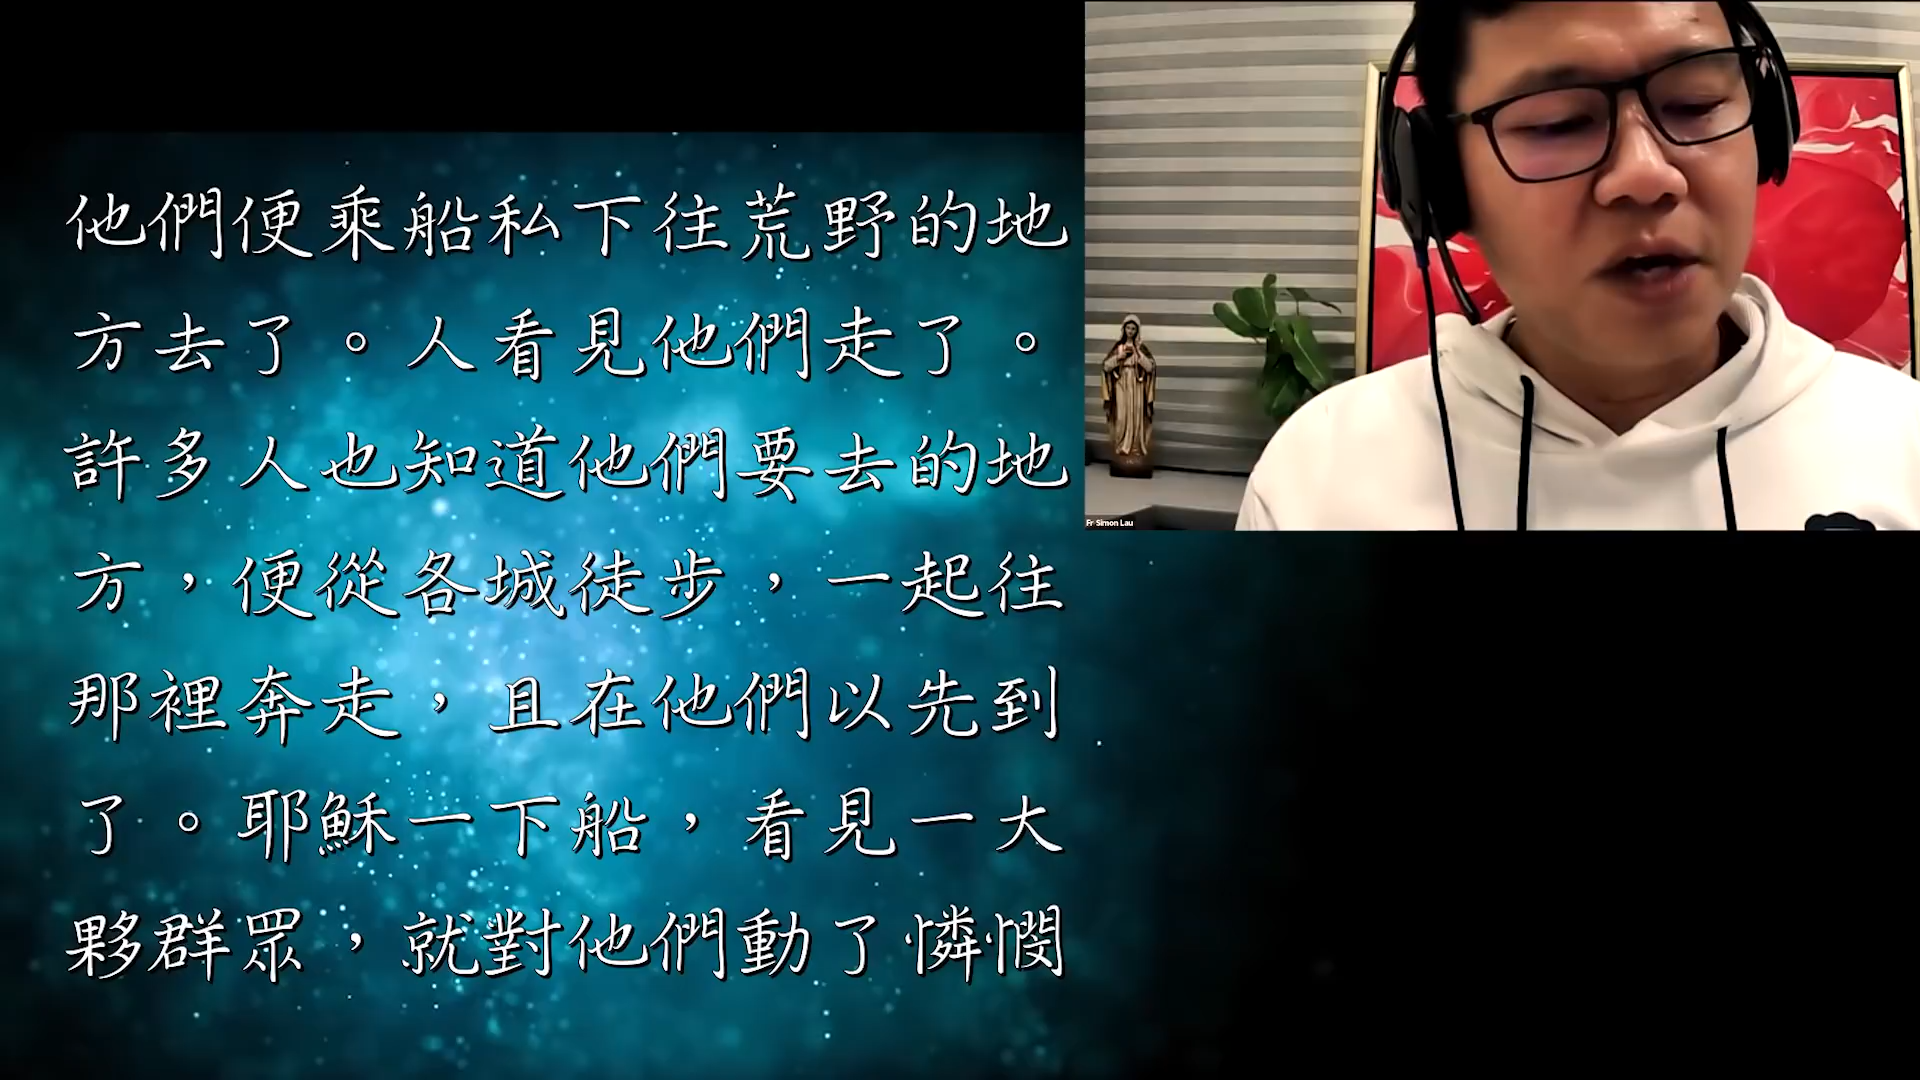 他們便乘船私下往荒野的地
方去了。人看見他們走了。
許多人也知道他們要去的地
方，便從各城徒步，一起往
那裡奔走，且在他們以先到
了。耶穌一下船，看見一大
夥群眾，就對他們動了憐憫
Fr Simon Lau